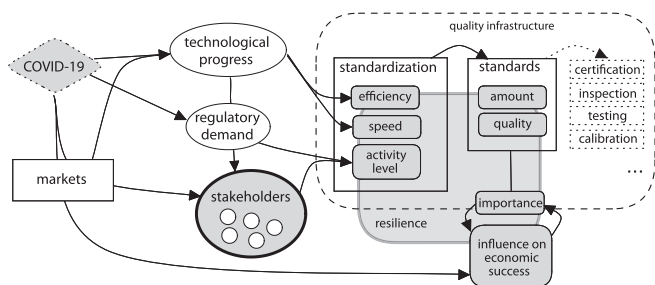 quality infrastructure
COVID-19
technological
progress
regulatory
demand
markets
stakeholders
standardization
efficiency
speed
activity
level
standards
amount
quality
certification
inspection
testing
calibration
...
resilience
importance
influence on
economic
success